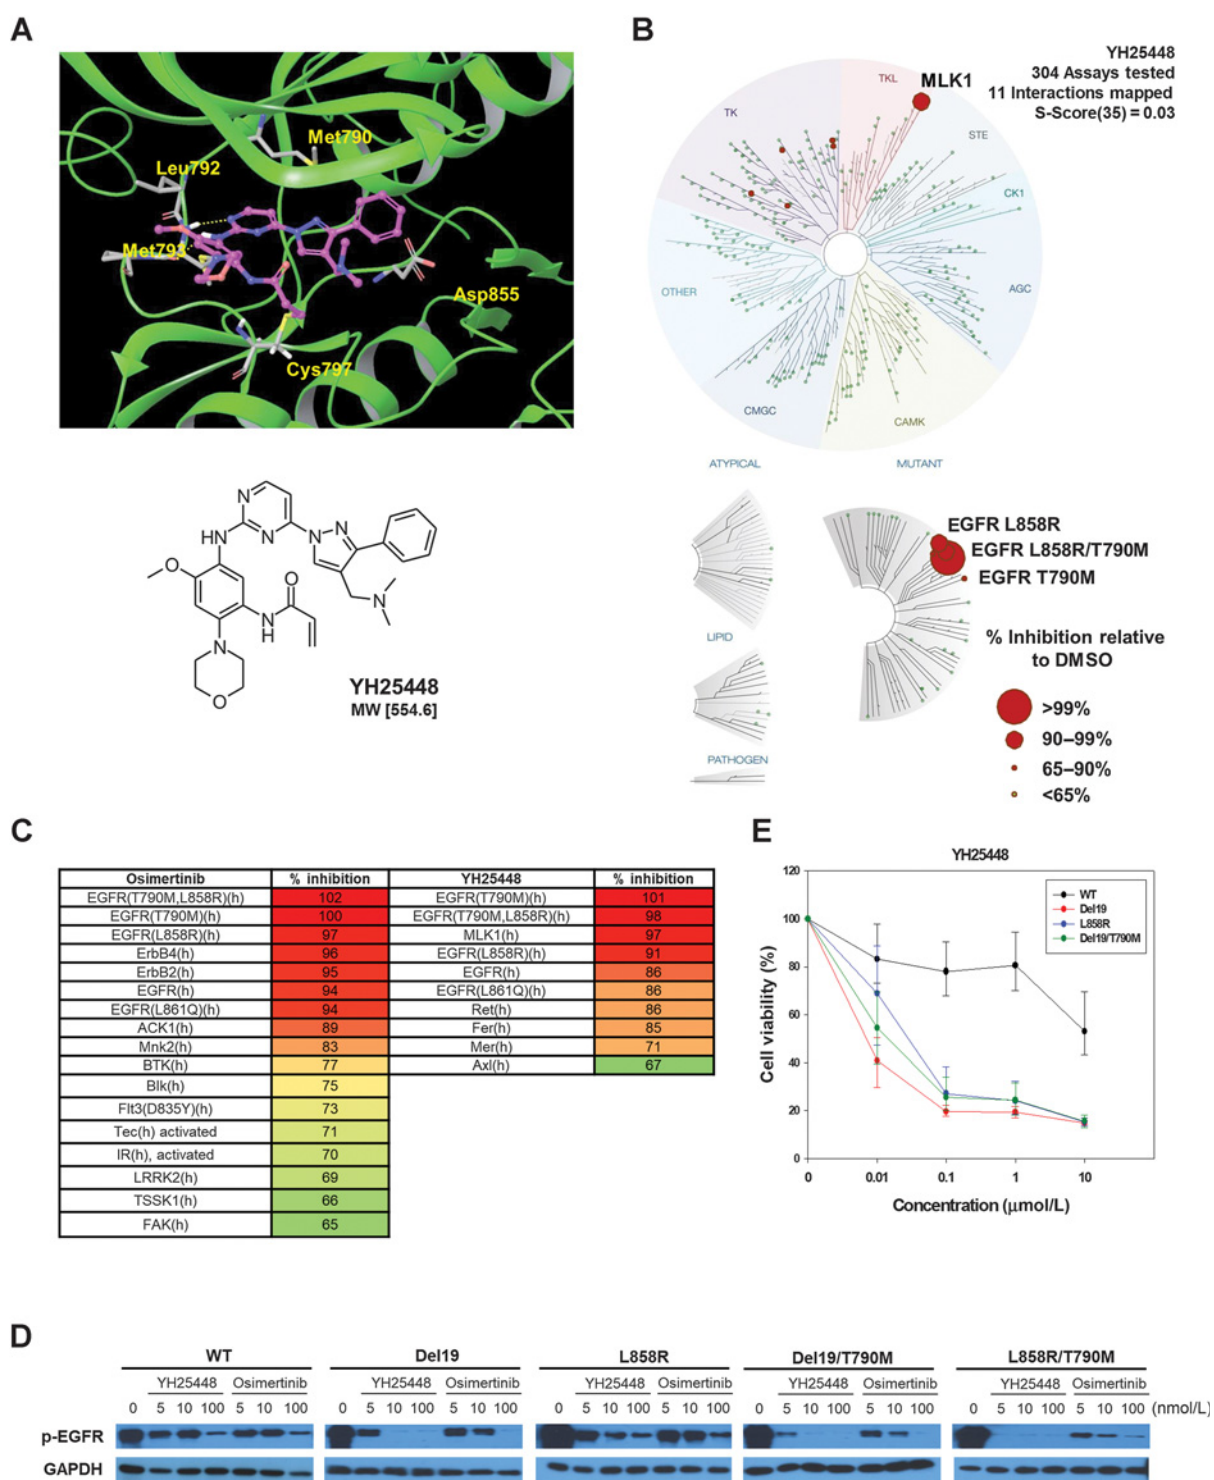 A
Met790
Leu792
Met793
Asp855
Cys797
N
N
NH
N
N
O
O
N
NH
N
O
YH25448
MW [554.6]
B
YH25448
304 Assays tested
11 Interactions mapped
S-Score(35) = 0.03
TKL
MLK1
TK
STE
CK1
OTHER
AGC
CMGC
CAMK
ATYPICAL
MUTANT
EGFR L858R
EGFR L858R/T790M
EGFR T790M
LIPID
% Inhibition relative
to DMSO
>99%
90–99%
65–90%
<65%
PATHOGEN
C
Osimertinib % inhibition YH25448 % inhibition
EGFR(T790M,L858R)(h) 102 EGFR(T790M)(h) 101
EGFR(T790M)(h) 100 EGFR(T790M,L858R)(h) 98
EGFR(L858R)(h) 97 MLK1(h) 97
ErbB4(h) 96 EGFR(L858R)(h) 91
ErbB2(h) 95 EGFR(h) 86
EGFR(h) 94 EGFR(L861Q)(h) 86
EGFR(L861Q)(h) 94 Ret(h) 86
ACK1(h) 89 Fer(h) 85
Mnk2(h) 83 Mer(h) 71
BTK(h) 77 Axl(h) 67
Blk(h) 75
Flt3(D835Y)(h) 73
Tec(h) activated 71
IR(h), activated 70
LRRK2(h) 69
TSSK1(h) 66
FAK(h) 65
E
YH25448
120
100
80
60
40
20
0
Cell viability (%)
WT
Del19
L858R
Del19/T790M
0 0.01 0.1 1 10
Concentration (μmol/L)
D
WT Del19 L858R Del19/T790M L858R/T790M
YH25448 Osimertinib YH25448 Osimertinib YH25448 Osimertinib YH25448 Osimertinib YH25448 Osimertinib
0 5 10 100 5 10 100 0 5 10 100 5 10 100 0 5 10 100 5 10 100 0 5 10 100 5 10 100 0 5 10 100 5 10 100 (nmol/L)
p-EGFR
GAPDH